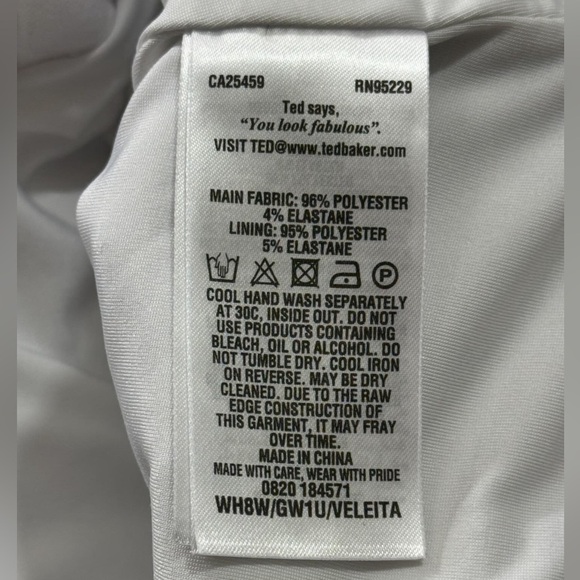 CA25459 RN95229
Ted says,
"You look fabulous".
VISIT TED@www.tedbaker.com
MAIN FABRIC: 96% POLYESTER
4% ELASTANE
LINING: 95% POLYESTER
5% ELASTANE
P
COOL HAND WASH SEPARATELY
AT 30C, INSIDE OUT. DO NOT
USE PRODUCTS CONTAINING
BLEACH, OIL OR ALCOHOL. DO
NOT TUMBLE DRY. COOL IRON
ON REVERSE. MAY BE DRY
CLEANED. DUE TO THE RAW
EDGE CONSTRUCTION OF
THIS GARMENT, IT MAY FRAY
OVER TIME.
MADE IN CHINA
MADE WITH CARE, WEAR WITH PRIDE
0820 184571
WH8W/GW1U/VELEITA